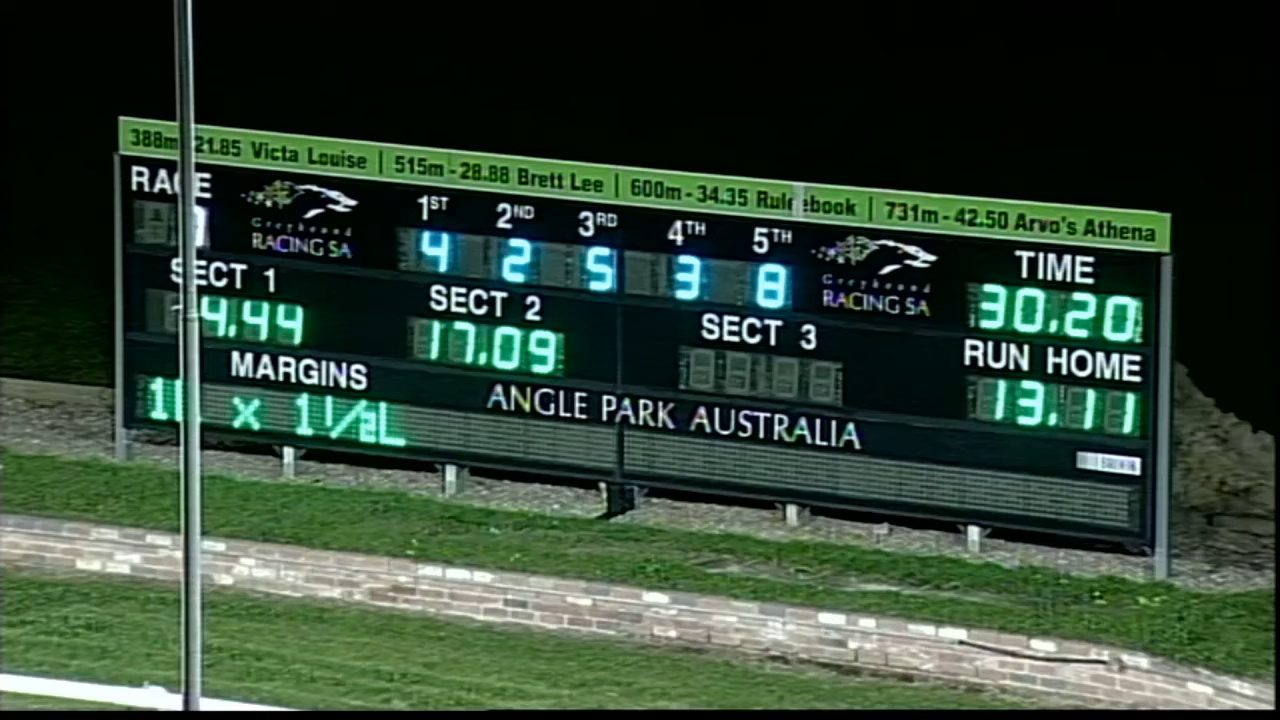 388m 21.85 Victa Louise | 515m - 28.88 Brett Lee | 600m - 34.35 Rulebook | 731m - 42.50 Arvo's Athena
RACE
Greyhound
RACING SA
1ST 2ND 3RD 4TH 5TH
4 2 5 3 8
Greyhound
RACING SA
TIME
30.20
SECT 1
4.44
SECT 2
17.09
SECT 3
RUN HOME
13.11
MARGINS
x 1 1/2L
ANGLE PARK AUSTRALIA